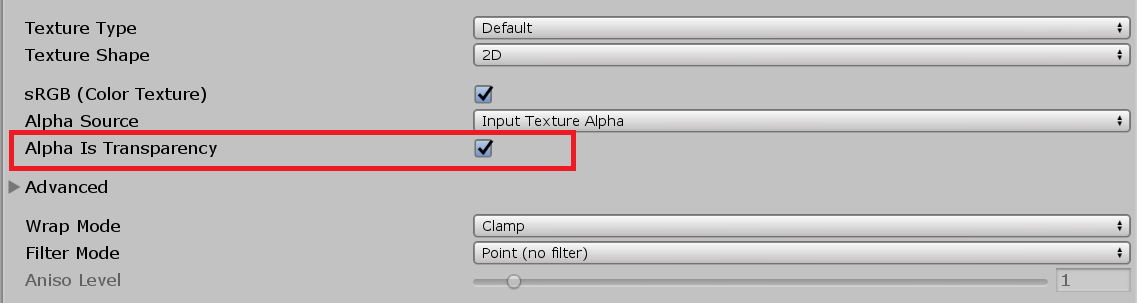 Texture Type Default
Texture Shape 2D
sRGB (Color Texture)
Alpha Source Input Texture Alpha
Alpha Is Transparency
Advanced
Wrap Mode Clamp
Filter Mode Point (no filter)
Aniso Level 1